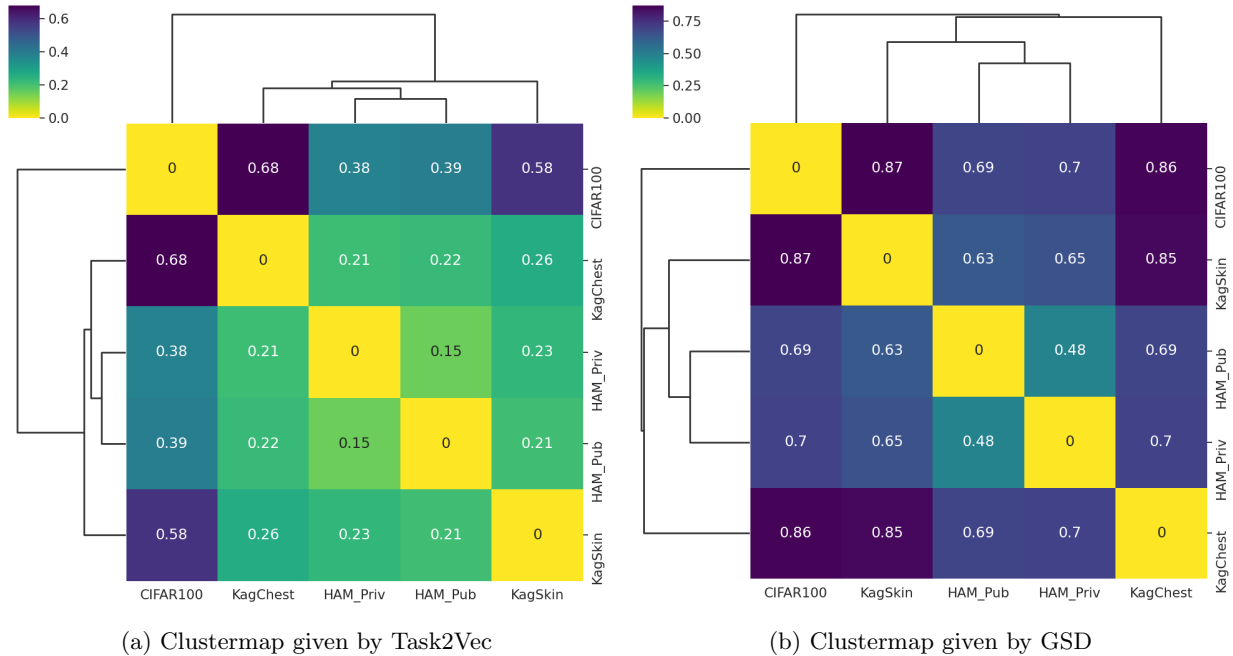 0.6
0.4
0.2
0.0
0 0.68 0.38 0.39 0.58
0.68 0 0.21 0.22 0.26
0.38 0.21 0 0.15 0.23
0.39 0.22 0.15 0 0.21
0.58 0.26 0.23 0.21 0
CIFAR100
KagChest
HAM_Priv
HAM_Pub
KagSkin
CIFAR100 KagChest HAM_Priv HAM_Pub KagSkin
(a) Clustermap given by Task2Vec
0.75
0.50
0.25
0.00
0 0.87 0.69 0.7 0.86
0.87 0 0.63 0.65 0.85
0.69 0.63 0 0.48 0.69
0.7 0.65 0.48 0 0.7
0.86 0.85 0.69 0.7 0
CIFAR100
KagSkin
HAM_Pub
HAM_Priv
KagChest
CIFAR100 KagSkin HAM_Pub HAM_Priv KagChest
(b) Clustermap given by GSD